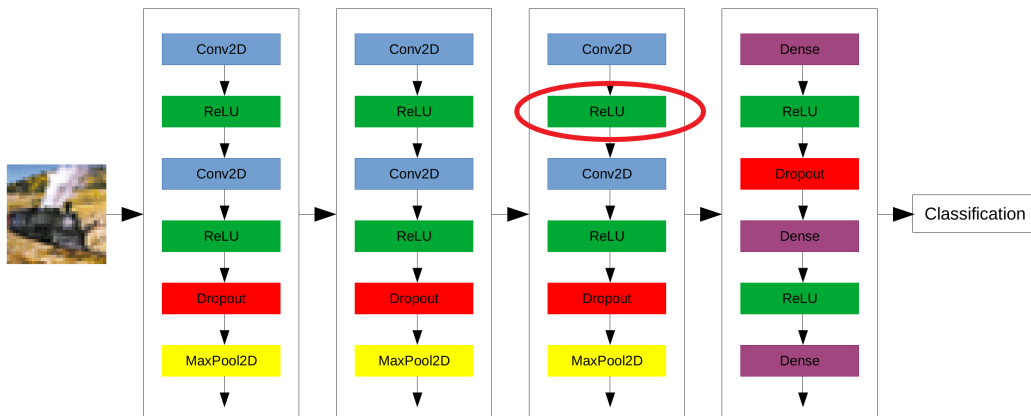 Conv2D
ReLU
Conv2D
ReLU
Dropout
MaxPool2D
Conv2D
ReLU
Conv2D
ReLU
Dropout
MaxPool2D
Conv2D
ReLU
Conv2D
ReLU
Dropout
MaxPool2D
Dense
ReLU
Dropout
Dense
ReLU
Dense
Classification